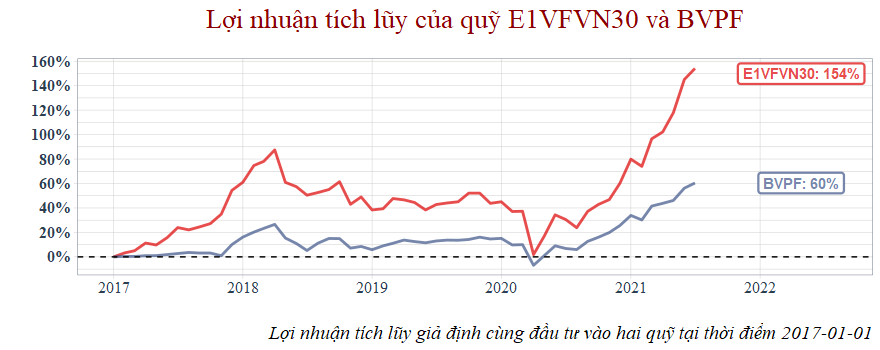 Lợi nhuận tích lũy của quỹ E1VFVN30 và BVPF
160%
140%
120%
100%
80%
60%
40%
20%
0%
E1VFVN30: 154%
BVPF: 60%
2017 2018 2019 2020 2021 2022
Lợi nhuận tích lũy giả định cùng đầu tư vào hai quỹ tại thời điểm 2017-01-01